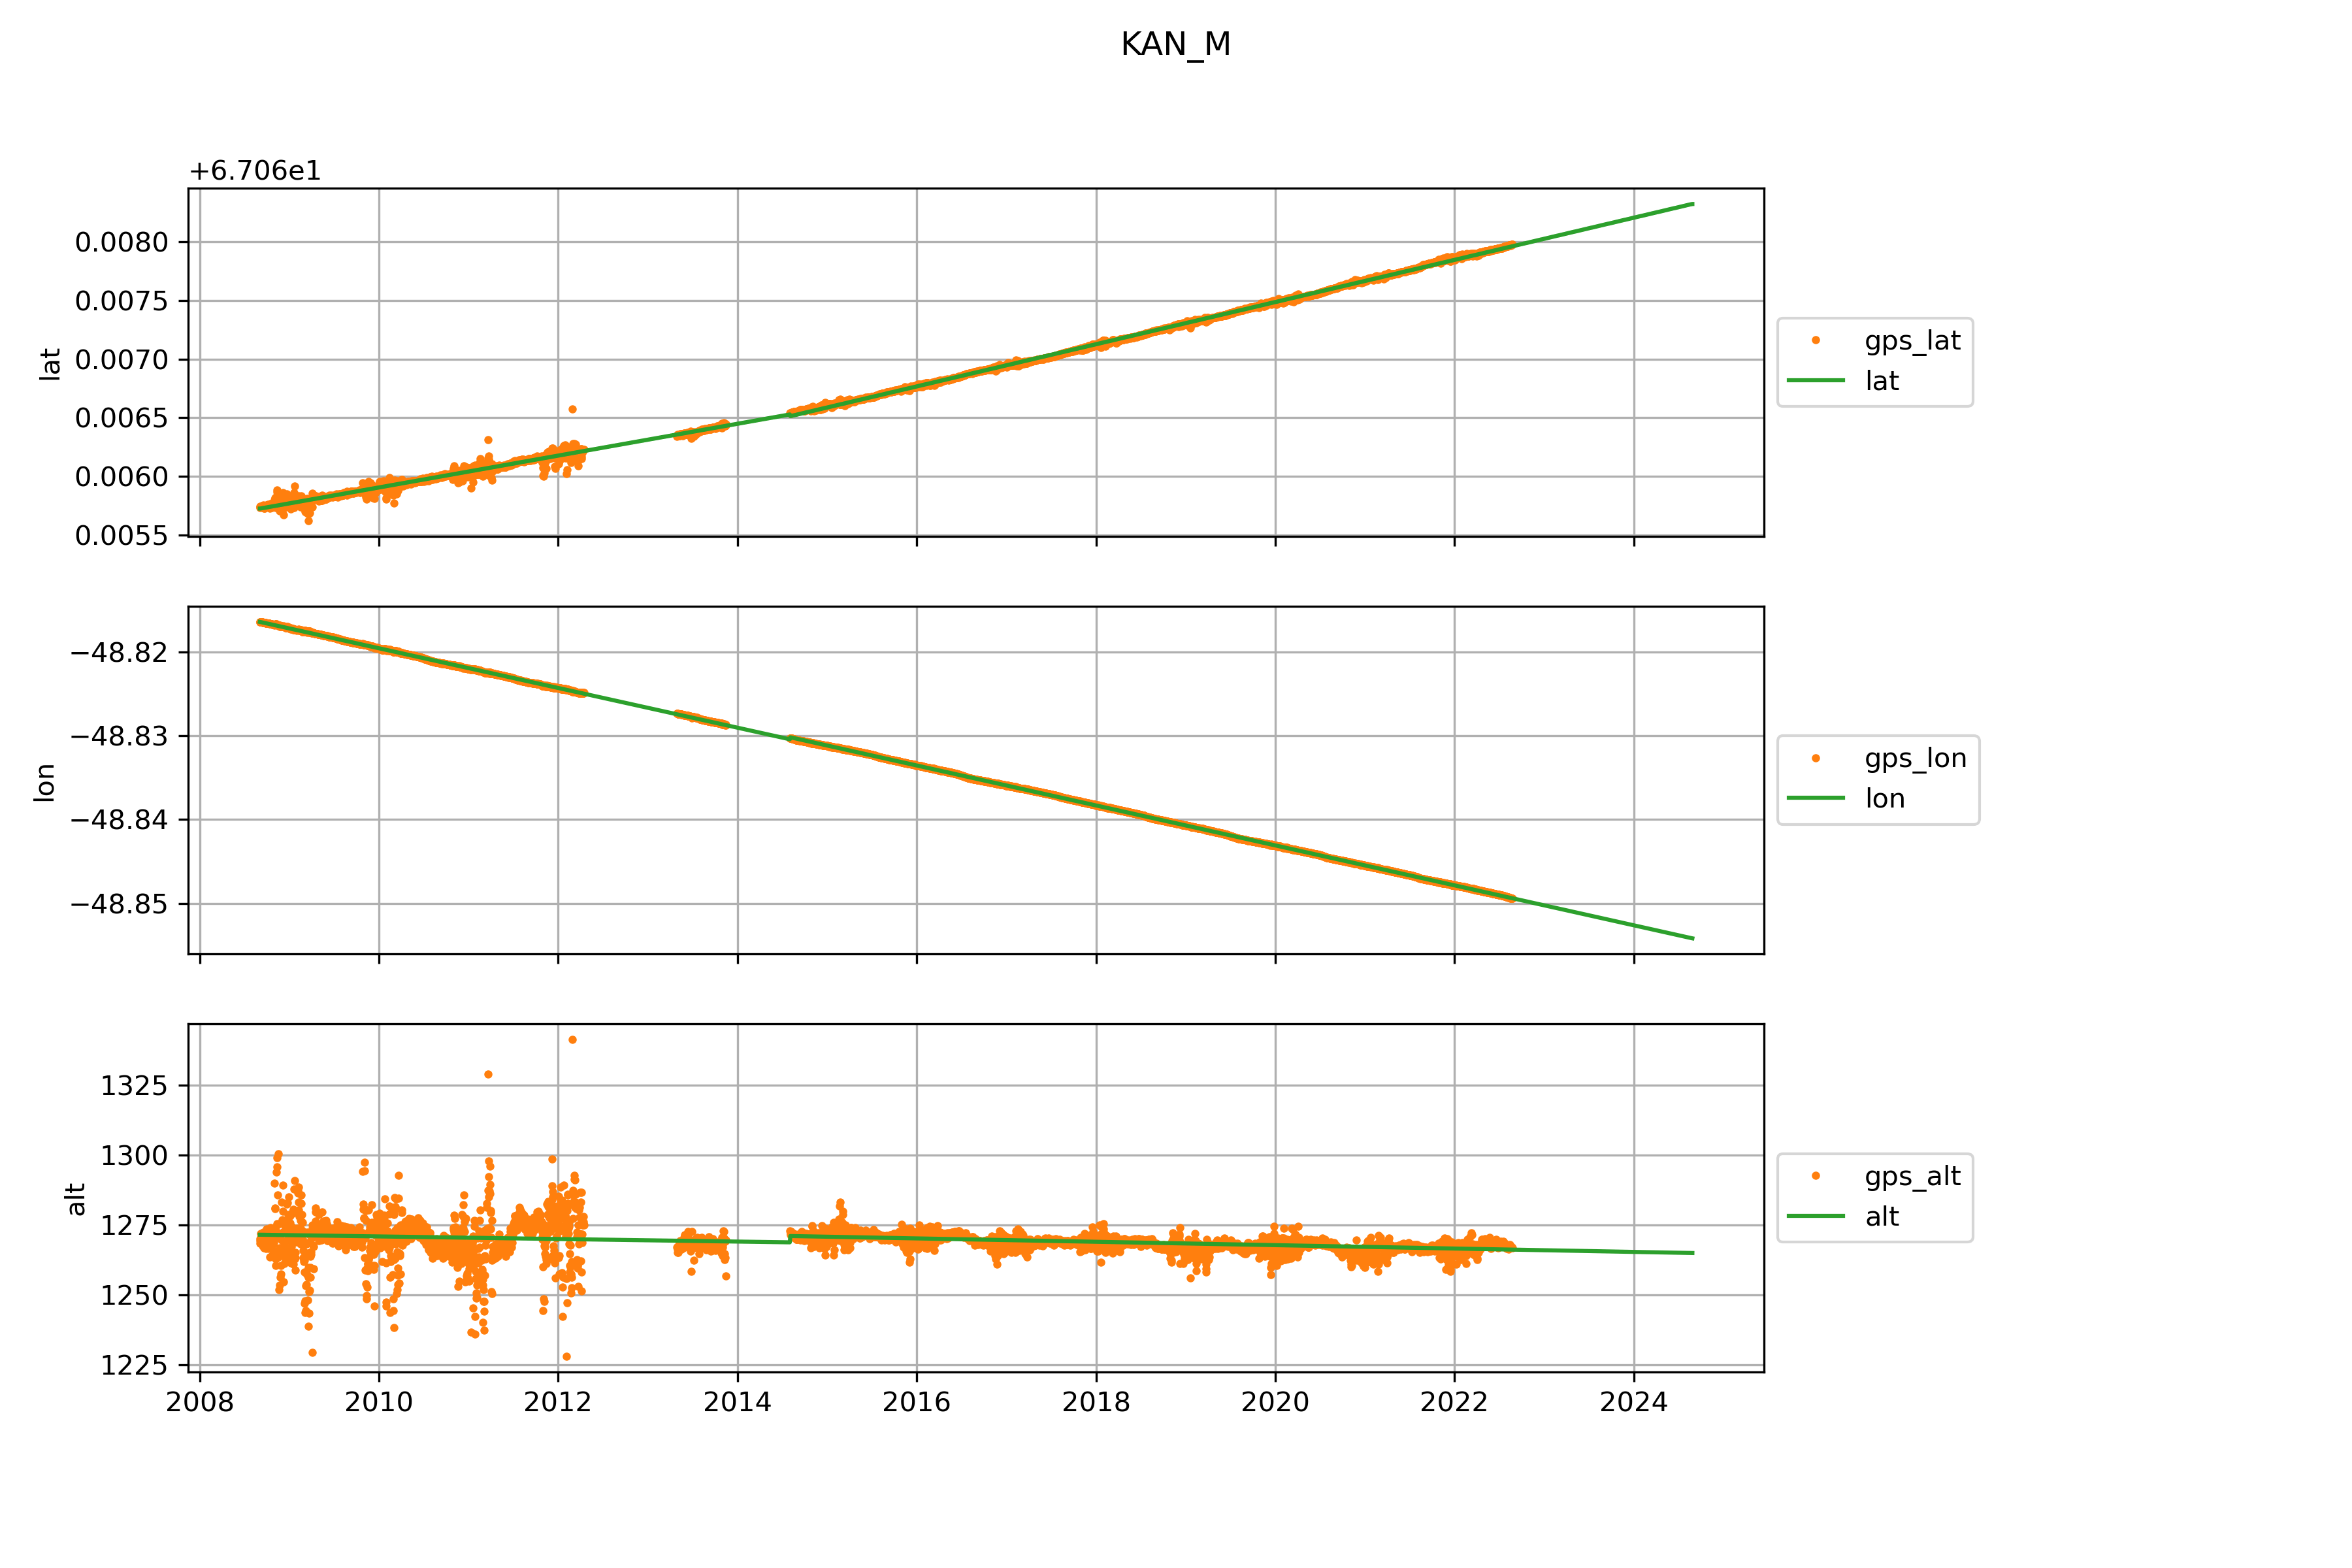 KAN_M
+6.706e1
0.0080
0.0075
0.0070
0.0065
0.0060
0.0055
lat
gps_lat
lat
−48.82
−48.83
−48.84
−48.85
lon
gps_lon
lon
1325
1300
1275
1250
1225
alt
gps_alt
alt
2008 2010 2012 2014 2016 2018 2020 2022 2024